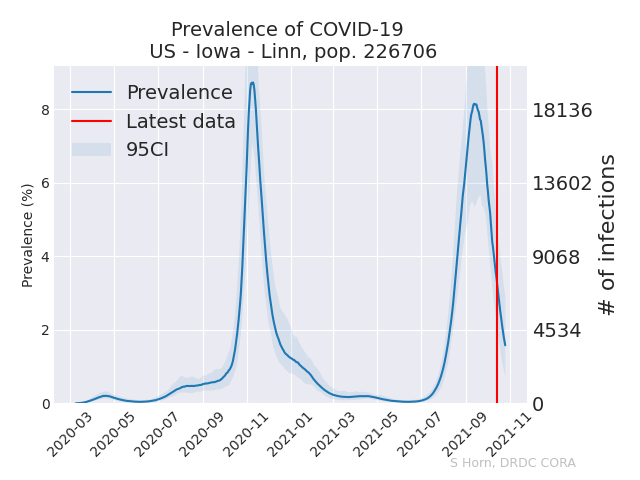 Prevalence of COVID-19
US - Iowa - Linn, pop. 226706
Prevalence
Latest data
95CI
Prevalence (%)
8
6
4
2
0
18136
13602
9068
4534
0
# of infections
2020-03
2020-05
2020-07
2020-09
2020-11
2021-01
2021-03
2021-05
2021-07
2021-09
2021-11
S Horn, DRDC CORA